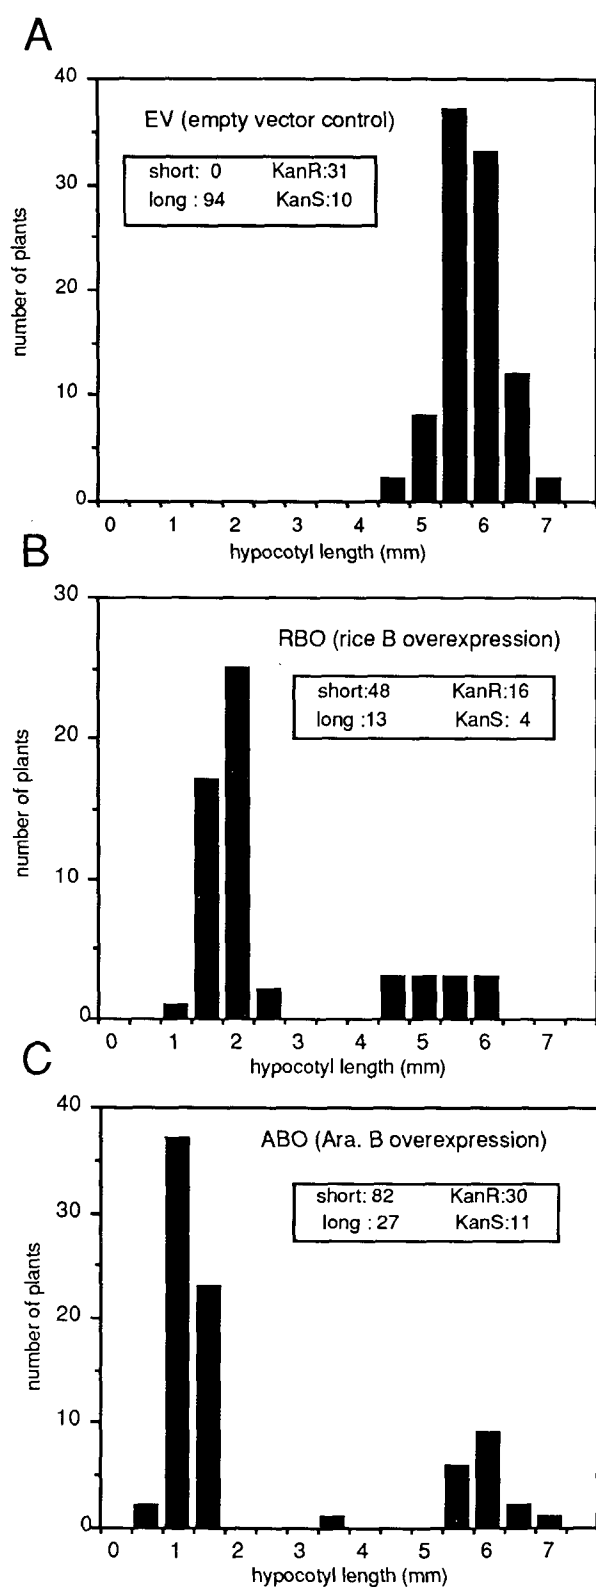 A
40
EV (empty vector control)
short: 0 KanR:31
long : 94 KanS:10
30
20
10
0
number of plants
0 1 2 3 4 5 6 7
hypocotyl length (mm)
B
30
RBO (rice B overexpression)
short:48 KanR:16
long :13 KanS: 4
20
10
0
number of plants
0 1 2 3 4 5 6 7
hypocotyl length (mm)
C
40
ABO (Ara. B overexpression)
short: 82 KanR:30
long : 27 KanS:11
30
20
10
0
number of plants
0 1 2 3 4 5 6 7
hypocotyl length (mm)